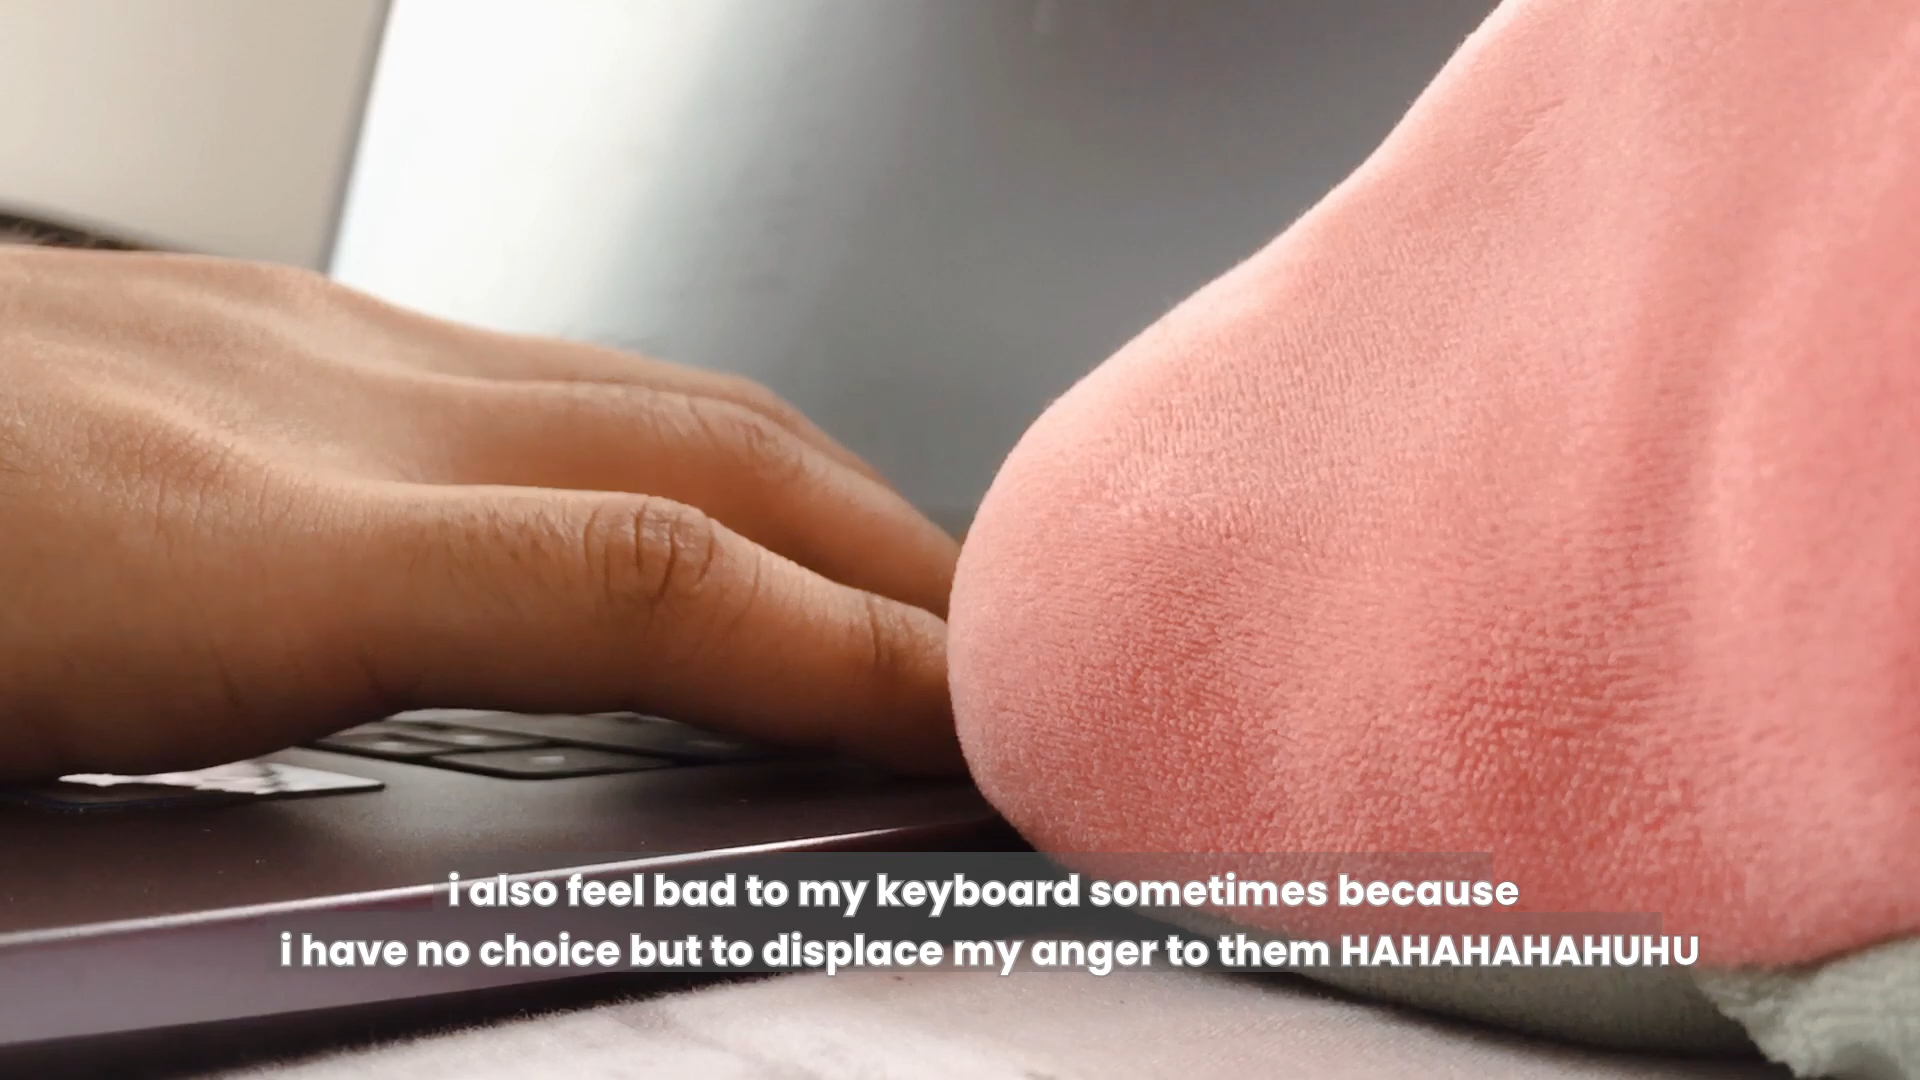 i also feel bad to my keyboard sometimes because
i have no choice but to displace my anger to them HAHAHAHAHUHU